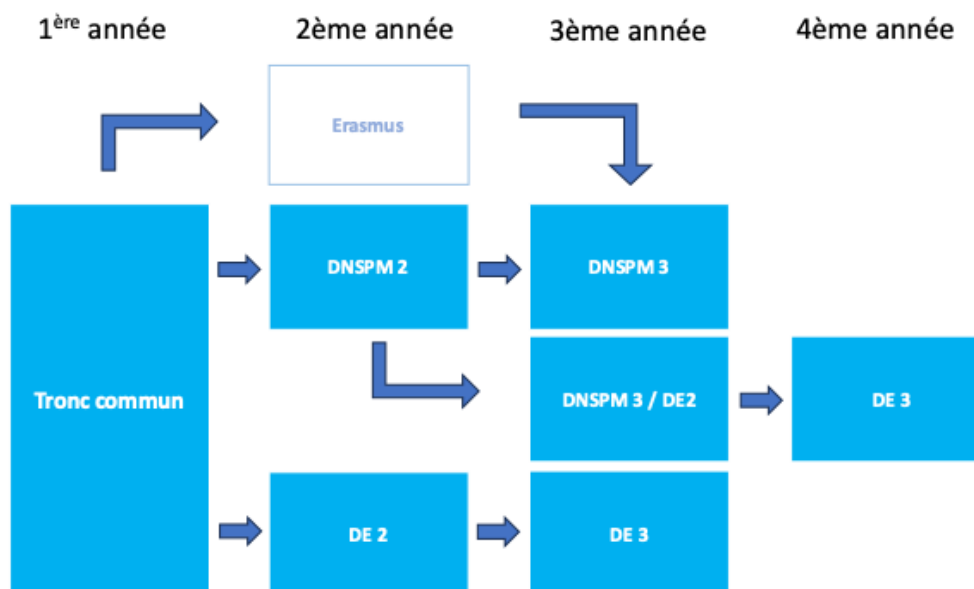 1ère année 2ème année 3ème année 4ème année
Erasmus
DNSPM 2 DNSPM 3
Tronc commun DNSPM 3 / DE2 DE 3
DE 2 DE 3